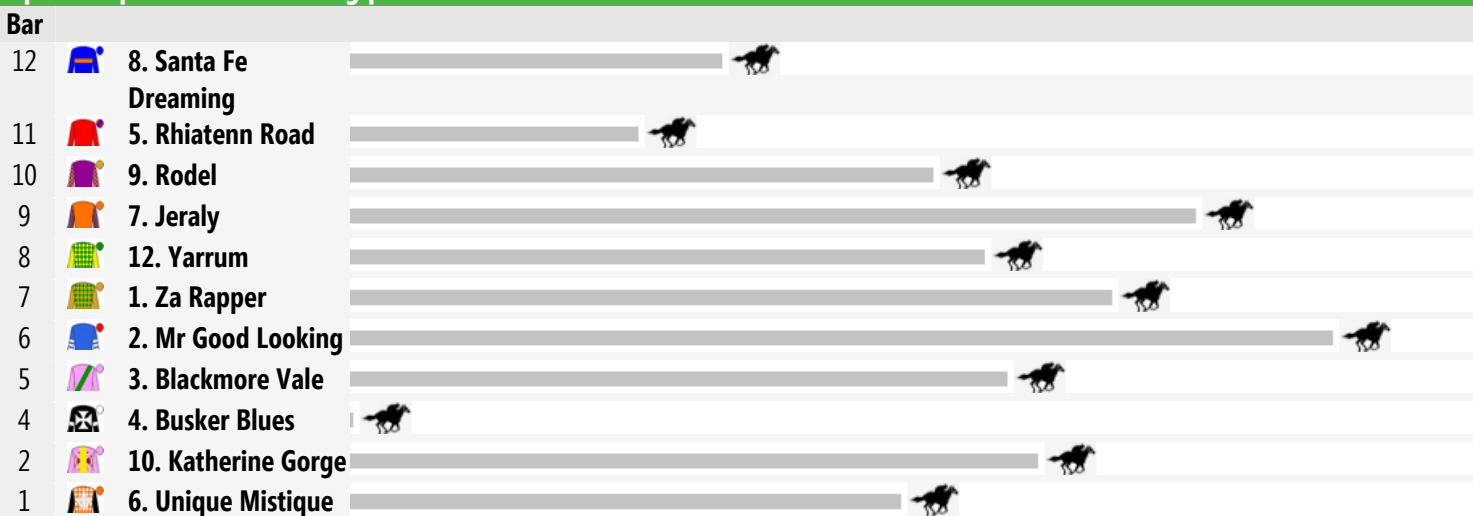 Bar
12 8. Santa Fe
Dreaming
11 5. Rhiatenn Road
10 9. Rodel
9 7. Jeraly
8 12. Yarrum
7 1. Za Rapper
6 2. Mr Good Looking
5 3. Blackmore Vale
4 4. Busker Blues
2 10. Katherine Gorge
1 6. Unique Mistique